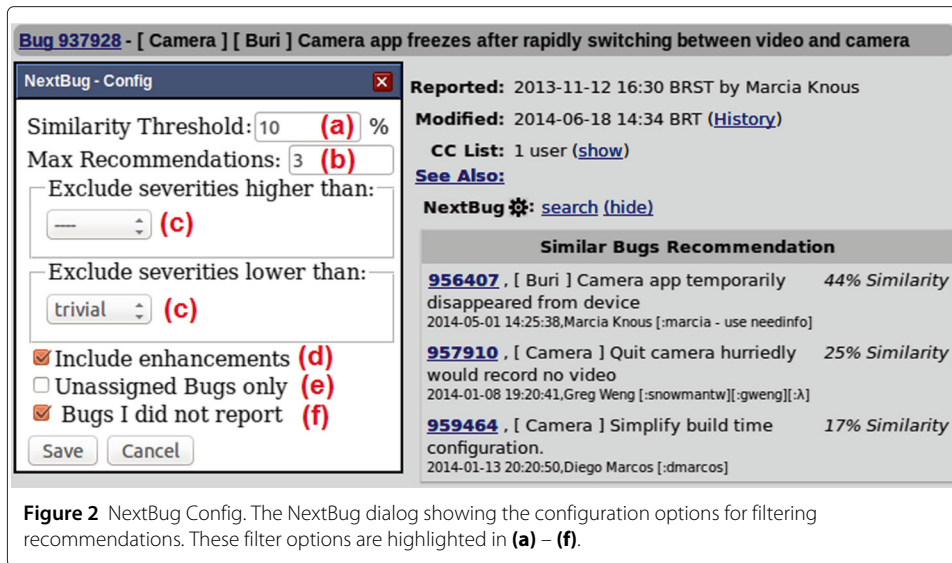 Bug 937928 - [ Camera ] [ Buri ] Camera app freezes after rapidly switching between video and camera
NextBug - Config
Similarity Threshold: 10 (a) %
Max Recommendations: 3 (b)
Exclude severities higher than:
---- (c)
Exclude severities lower than:
trivial (c)
Include enhancements (d)
Unassigned Bugs only (e)
Bugs I did not report (f)
Save Cancel
Reported: 2013-11-12 16:30 BRST by Marcia Knous
Modified: 2014-06-18 14:34 BRT (History)
CC List: 1 user (show)
See Also:
NextBug : search (hide)
Similar Bugs Recommendation
956407 , [ Buri ] Camera app temporarily 44% Similarity
disappeared from device
2014-05-01 14:25:38,Marcia Knous [:marcia - use needinfo]
957910 , [ Camera ] Quit camera hurriedly 25% Similarity
would record no video
2014-01-08 19:20:41,Greg Weng [:snowmantw][:gweng][:λ]
959464 , [ Camera ] Simplify build time 17% Similarity
configuration.
2014-01-13 20:20:50,Diego Marcos [:dmarcos]
Figure 2 NextBug Config. The NextBug dialog showing the configuration options for filtering
recommendations. These filter options are highlighted in (a) – (f).